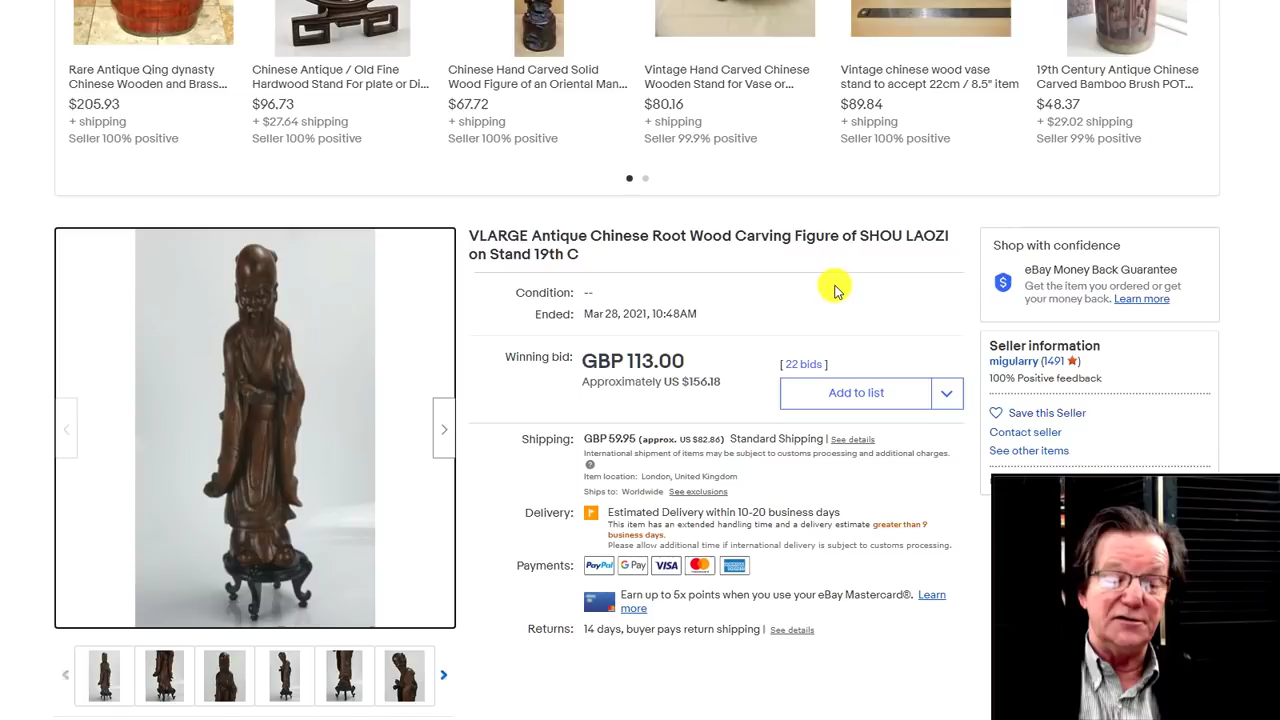 Rare Antique Qing dynasty
Chinese Wooden and Brass...
$205.93
+ shipping
Seller 100% positive
Chinese Antique / Old Fine
Hardwood Stand For plate or Di...
$96.73
+ $27.64 shipping
Seller 100% positive
Chinese Hand Carved Solid
Wood Figure of an Oriental Man...
$67.72
+ shipping
Seller 100% positive
Vintage Hand Carved Chinese
Wooden Stand for Vase or...
$80.16
+ shipping
Seller 99.9% positive
Vintage chinese wood vase
stand to accept 22cm / 8.5" item
$89.84
+ shipping
Seller 100% positive
19th Century Antique Chinese
Carved Bamboo Brush POT...
$48.37
+ $29.02 shipping
Seller 99% positive
VLARGE Antique Chinese Root Wood Carving Figure of SHOU LAOZI
on Stand 19th C
Condition: --
Ended: Mar 28, 2021, 10:48AM
Winning bid: GBP 113.00 [ 22 bids ]
Approximately US $156.18
Add to list
Shipping: GBP 59.95 (approx. US $82.86) Standard Shipping | See details
International shipment of items may be subject to customs processing and additional charges.
?
Item location: London, United Kingdom
Ships to: Worldwide See exclusions
Delivery: Estimated Delivery within 10-20 business days
This item has an extended handling time and a delivery estimate greater than 9
business days.
Please allow additional time if international delivery is subject to customs processing.
Payments: PayPal G Pay VISA
Earn up to 5x points when you use your eBay Mastercard®. Learn
more
Returns: 14 days, buyer pays return shipping | See details
Shop with confidence
eBay Money Back Guarantee
Get the item you ordered or get
your money back. Learn more
Seller information
migularry (1491 ★)
100% Positive feedback
Save this Seller
Contact seller
See other items